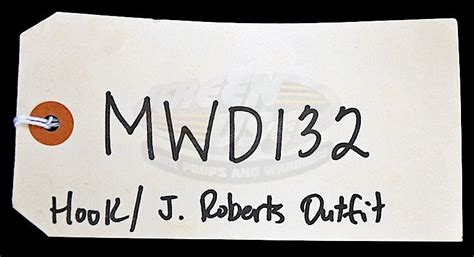 MWD132
Hook/ J. Roberts Outfit